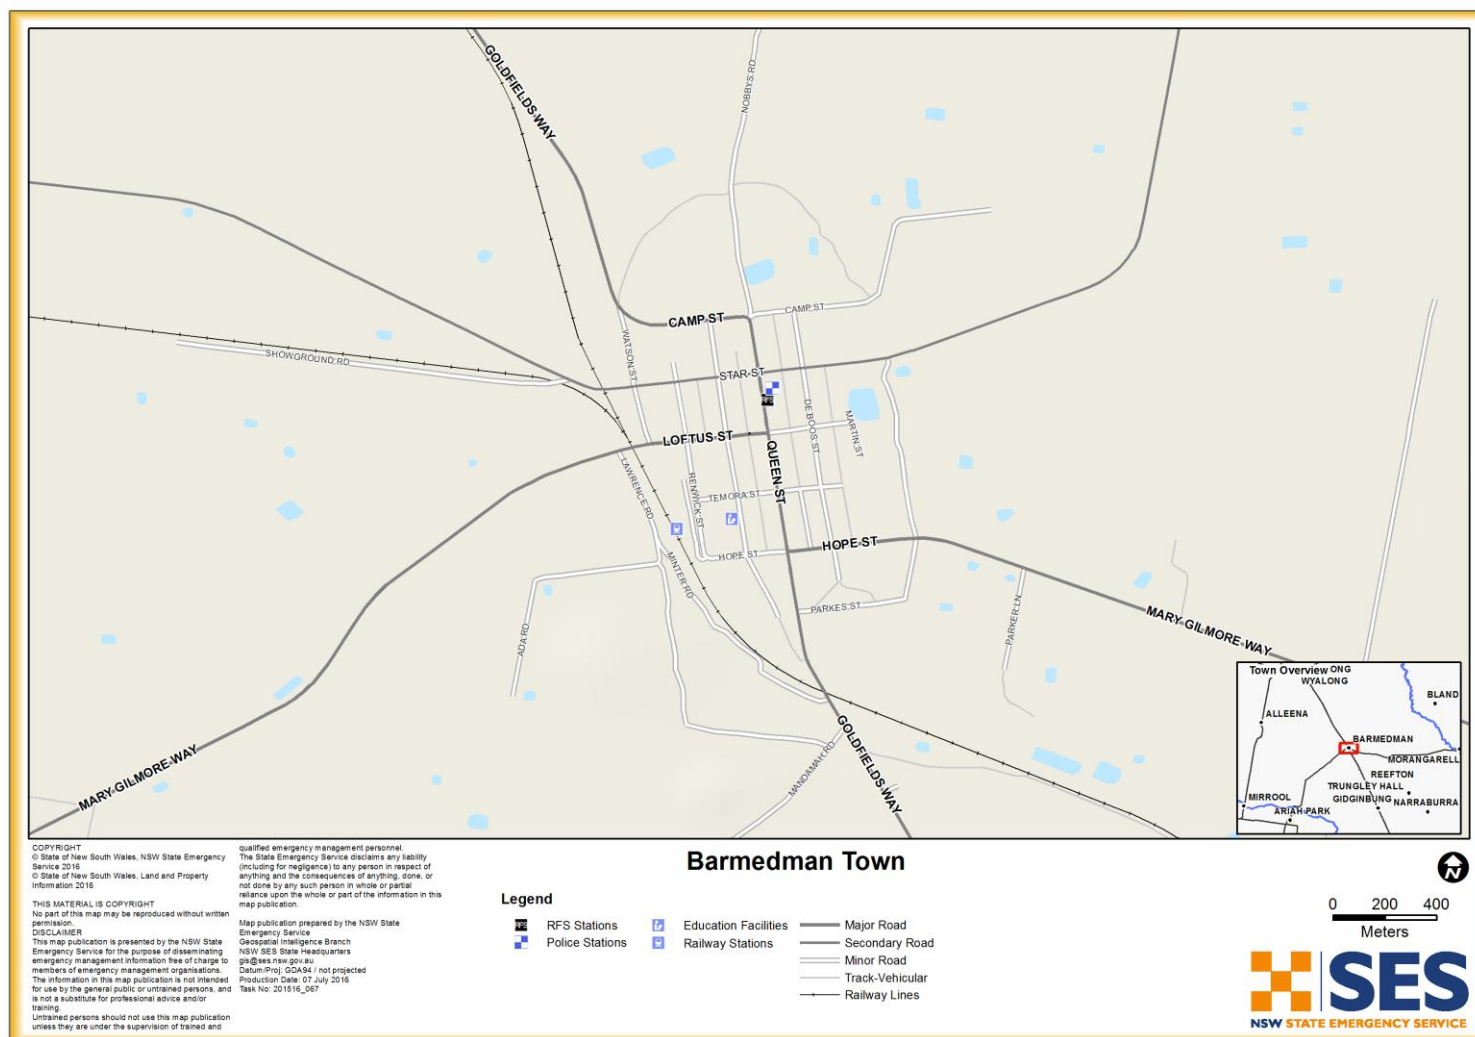 GOLDFIELDS WAY
NOBBYS RD
CAMP ST
CAMP ST
WATSON ST
SHOWGROUND RD
STAR ST
RFS
DE BOOS ST
MARTIN ST
LOFTUS ST
QUEEN ST
LAWRENCE RD
RENWICK ST
TEMORA ST
HOPE ST
HOPE ST
MINTER RD
PARKES ST
ADA RD
PARKER LN
MARY GILMORE WAY
MARY GILMORE WAY
MANDAMAH RD
GOLDFIELDS WAY
Town Overview
ONG
WYALONG
BLAND
ALLEENA
BARMEDMAN
MORANGARELL
REEFTON
TRUNGLEY HALL
MIRROOL
GIDGINBUNG
NARRABURRA
ARIAH PARK
COPYRIGHT
© State of New South Wales, NSW State Emergency
Service 2016
© State of New South Wales, Land and Property
Information 2016
THIS MATERIAL IS COPYRIGHT
No part of this map may be reproduced without written
permission.
DISCLAIMER
This map publication is presented by the NSW State
Emergency Service for the purpose of disseminating
emergency management information free of charge to
members of emergency management organisations.
The information in this map publication is not intended
for use by the general public or untrained persons, and
is not a substitute for professional advice and/or
training.
Untrained persons should not use this map publication
unless they are under the supervision of trained and
qualified emergency management personnel.
The State Emergency Service disclaims any liability
(including for negligence) to any person in respect of
anything and the consequences of anything, done, or
not done by any such person in whole or partial
reliance upon the whole or part of the information in this
map publication.
Map publication prepared by the NSW State
Emergency Service
Geospatial Intelligence Branch
NSW SES State Headquarters
gis@ses.nsw.gov.au
Datum/Proj: GDA94 / not projected
Production Date: 07 July 2016
Task No: 201516_067
Barmedman Town
Legend
RFS
RFS Stations
Police Stations
Education Facilities
Railway Stations
Major Road
Secondary Road
Minor Road
Track-Vehicular
Railway Lines
N
0 200 400
Meters
SES
NSW STATE EMERGENCY SERVICE